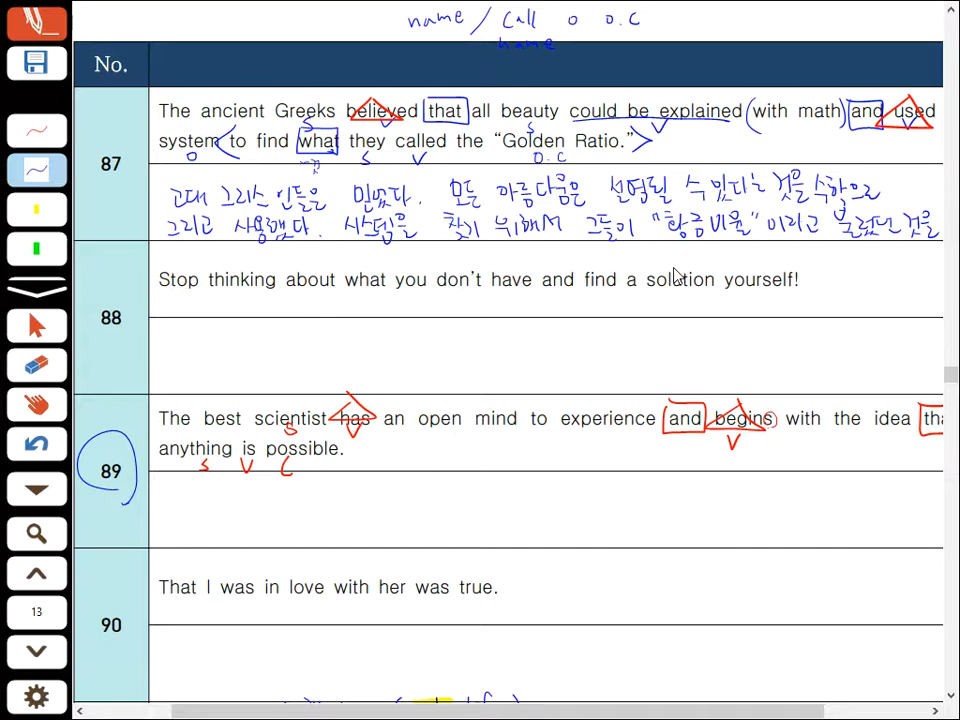 name / call o o.c
name
No.
87
The ancient Greeks believed that all beauty could be explained (with math) and used
s v
system to find what they called the "Golden Ratio."
o s v o.c
~것
고대 그리스 인들은 믿었다. 모든 아름다움은 설명될 수 있다는 것을 수학으로
그리고 사용했다. 시스템을 찾기 위해서 그들이 "황금비율" 이라고 불렀던 것을
88
Stop thinking about what you don't have and find a solution yourself!
89
The best scientist has an open mind to experience and begins with the idea tha
s v v
anything is possible.
s v c
90
That I was in love with her was true.
13